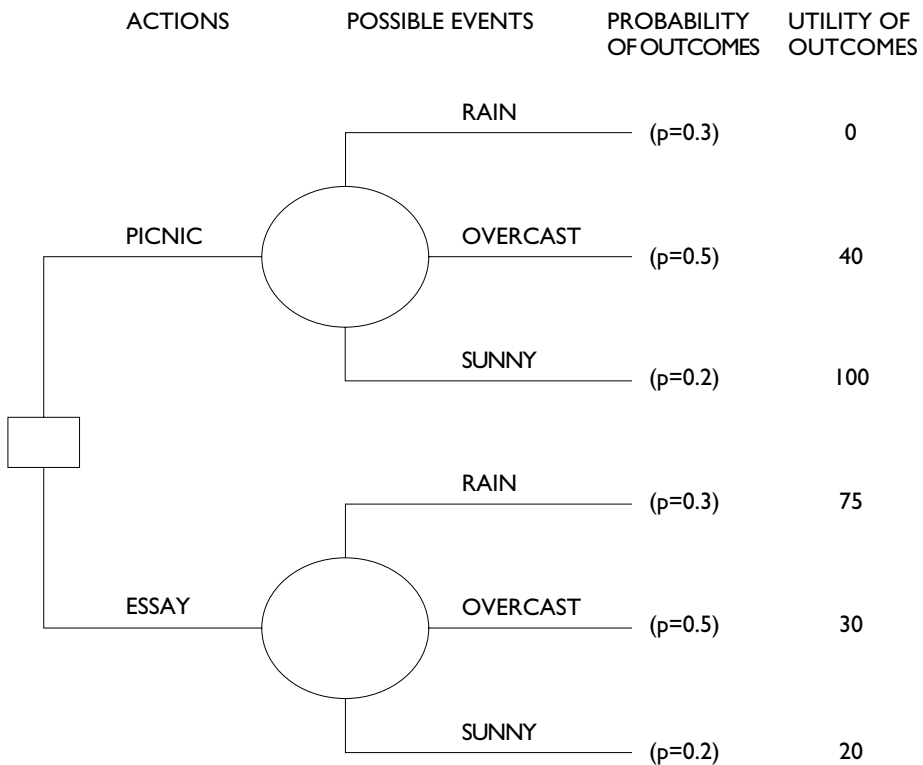 ACTIONS
POSSIBLE EVENTS
PROBABILITY
OF OUTCOMES
UTILITY OF
OUTCOMES
RAIN
(p=0.3)
0
PICNIC
OVERCAST
(p=0.5)
40
SUNNY
(p=0.2)
100
RAIN
(p=0.3)
75
ESSAY
OVERCAST
(p=0.5)
30
SUNNY
(p=0.2)
20